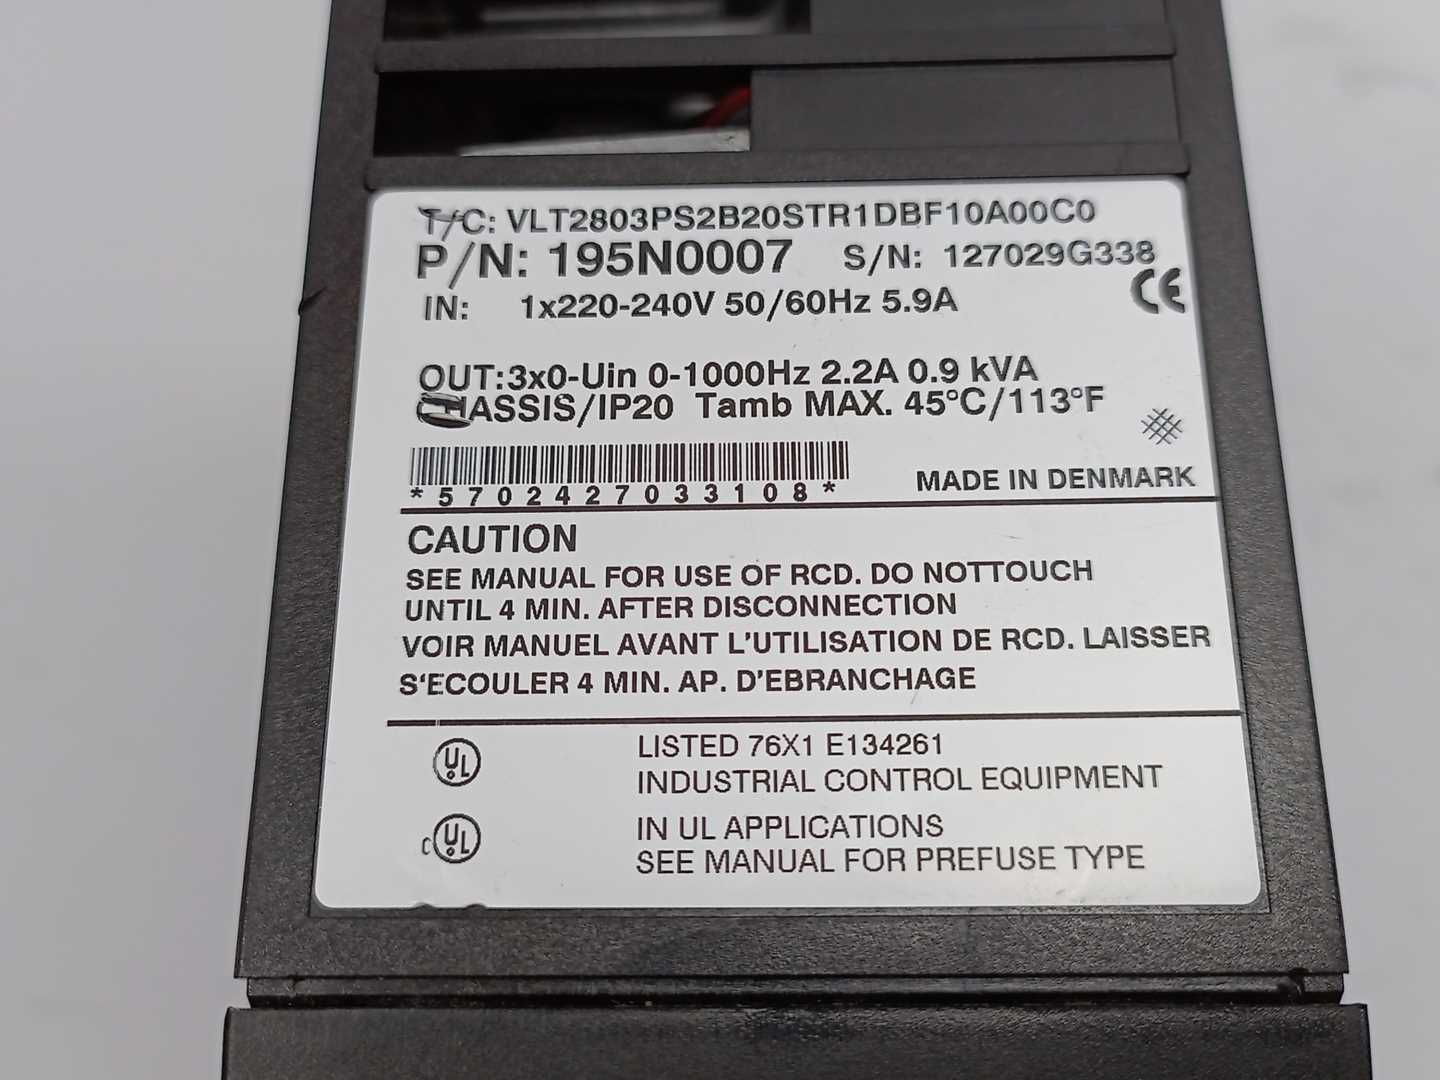 T/C: VLT2803PS2B20STR1DBF10A00C0
P/N: 195N0007 S/N: 127029G338
CE
IN: 1x220-240V 50/60Hz 5.9A
OUT:3x0-Uin 0-1000Hz 2.2A 0.9 kVA
CHASSIS/IP20 Tamb MAX. 45°C/113°F
*5702427033108*
MADE IN DENMARK
CAUTION
SEE MANUAL FOR USE OF RCD. DO NOTTOUCH
UNTIL 4 MIN. AFTER DISCONNECTION
VOIR MANUEL AVANT L'UTILISATION DE RCD. LAISSER
S'ECOULER 4 MIN. AP. D'EBRANCHAGE
UL LISTED 76X1 E134261
INDUSTRIAL CONTROL EQUIPMENT
c UL IN UL APPLICATIONS
SEE MANUAL FOR PREFUSE TYPE